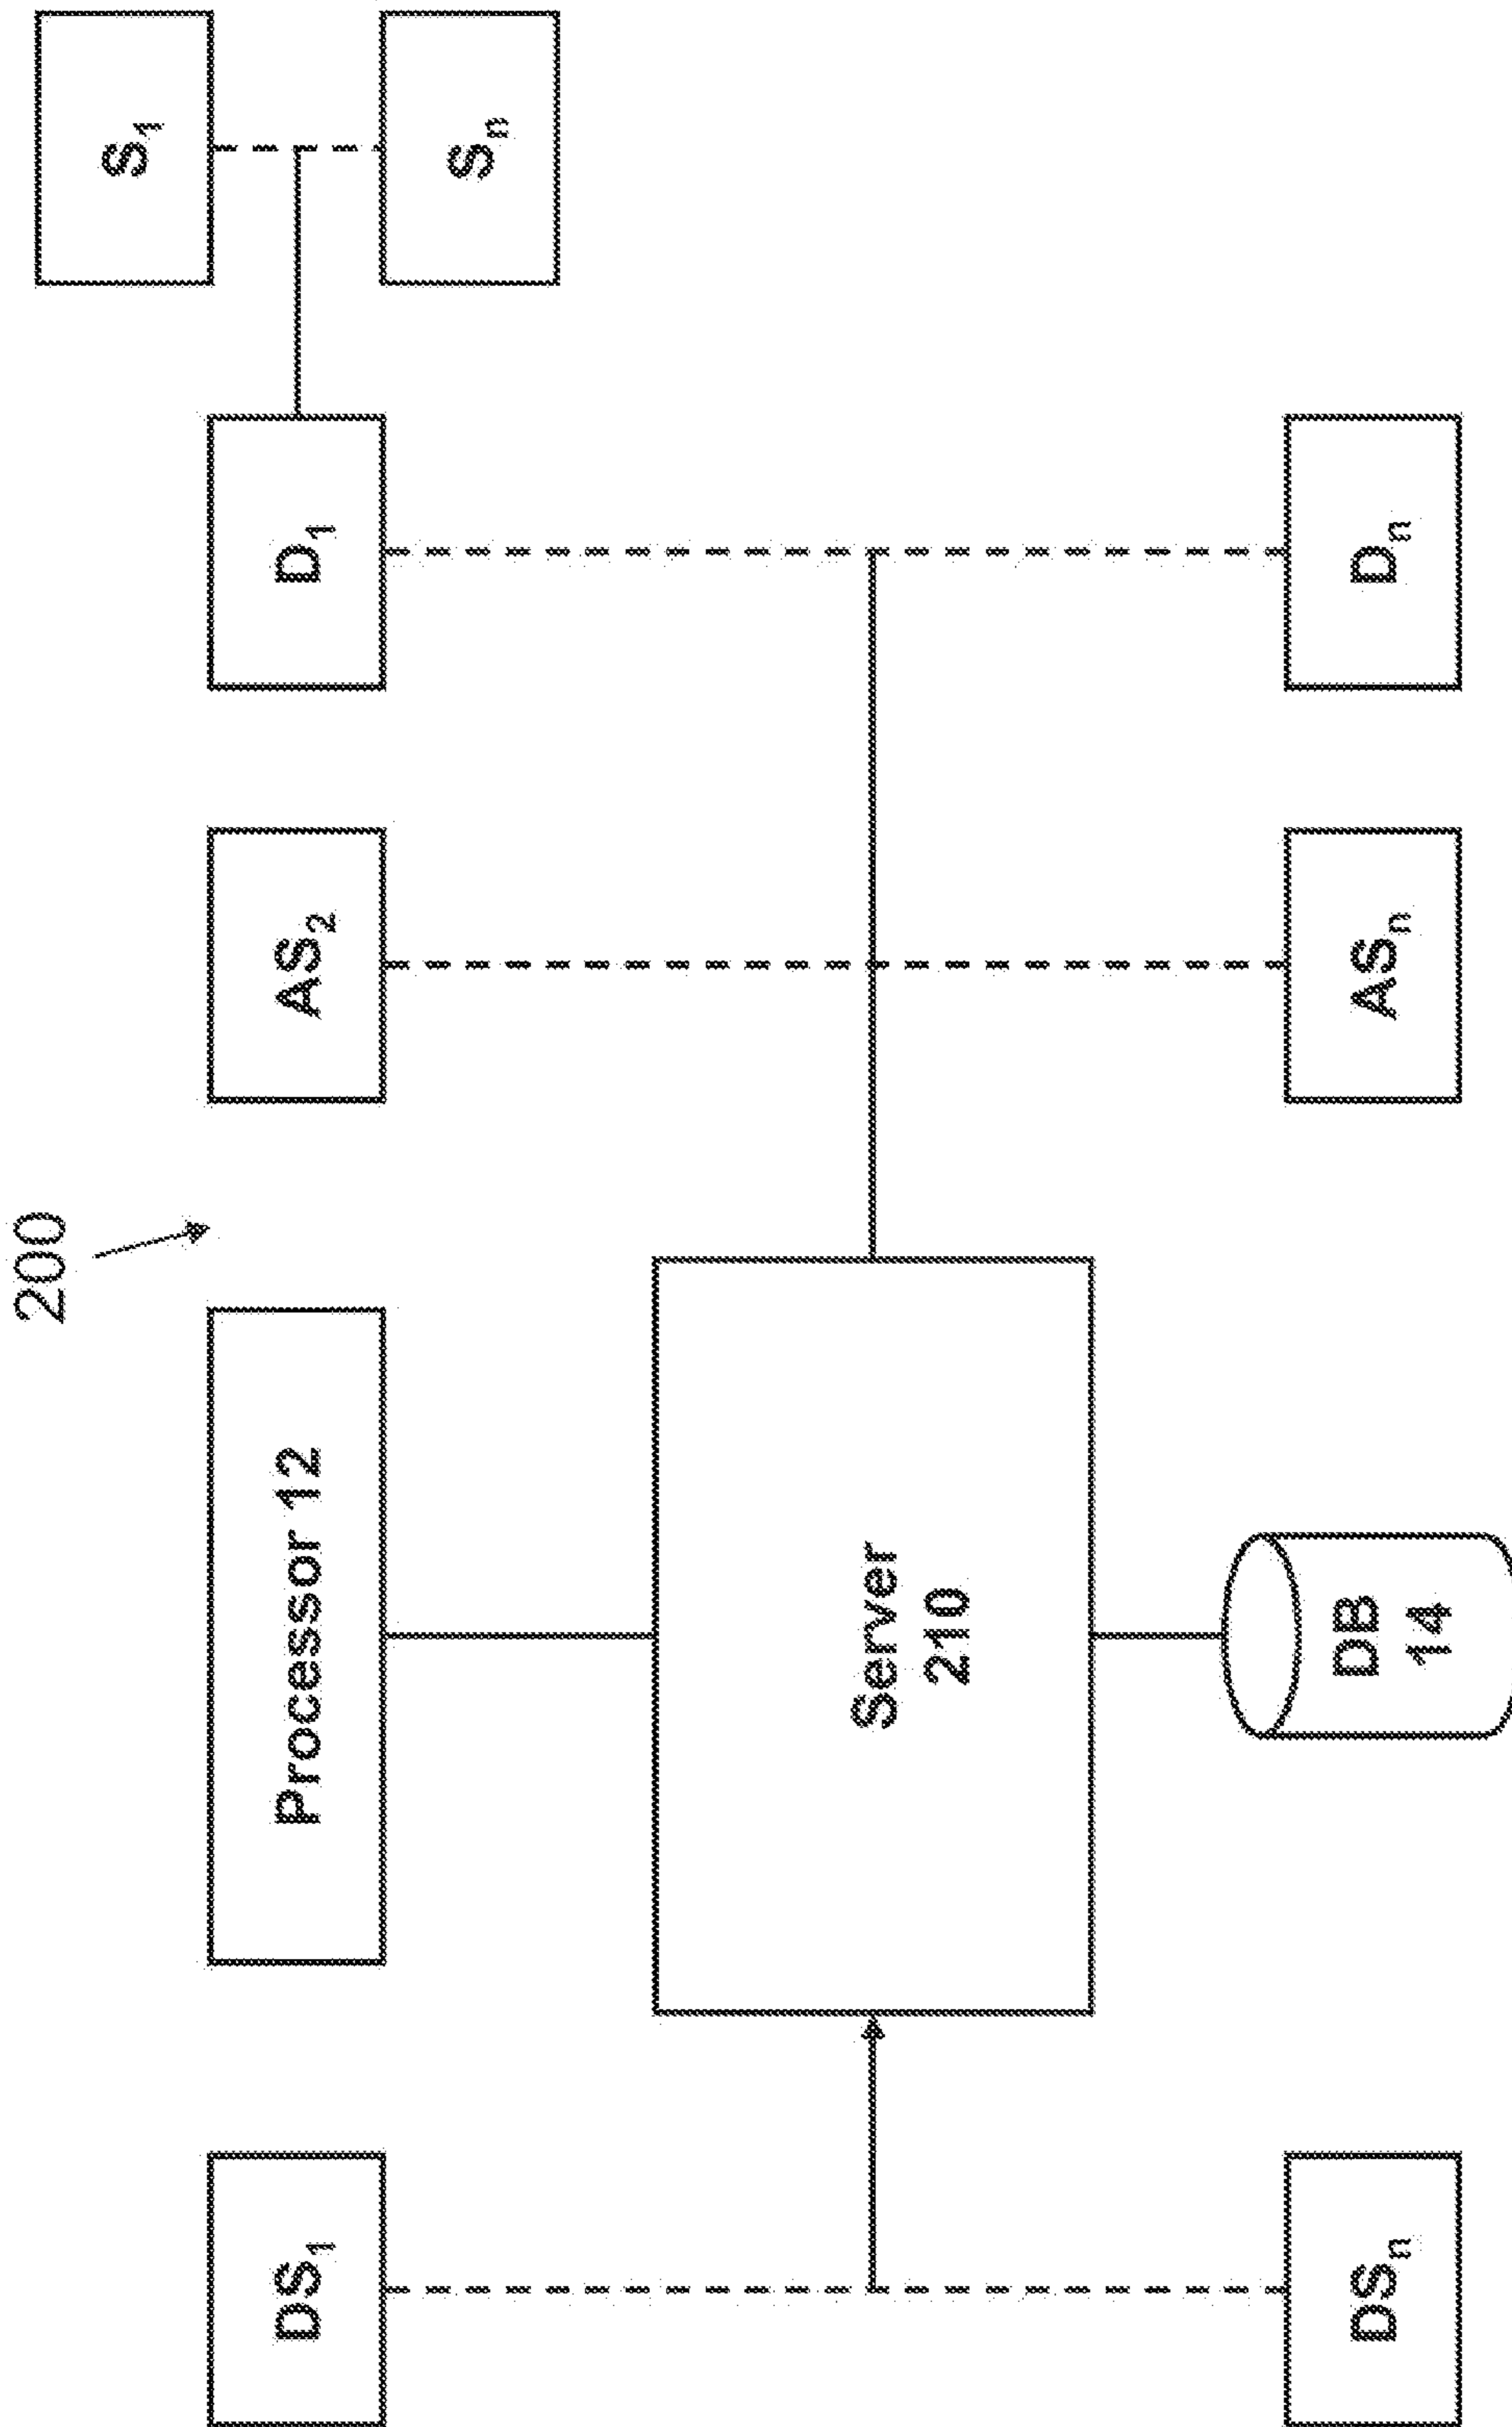 200
DS₁
Processor 12
AS₂
D₁
S₁
Sₙ
Server
210
DB
14
DSₙ
ASₙ
Dₙ